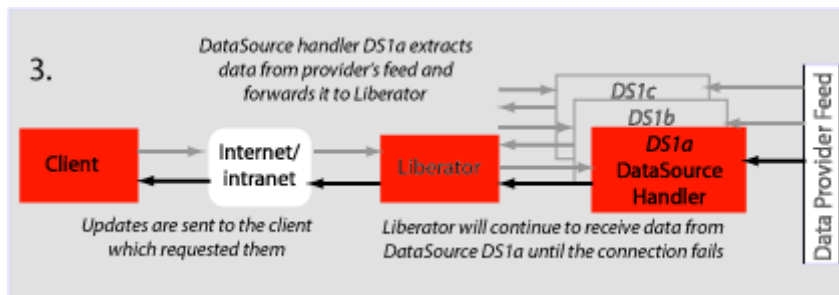 3.
DataSource handler DS1a extracts
data from provider's feed and
forwards it to Liberator
DS1c
DS1b
DS1a
DataSource
Handler
Client
Internet/
intranet
Liberator
Data Provider Feed
Updates are sent to the client
which requested them
Liberator will continue to receive data from
DataSource DS1a until the connection fails